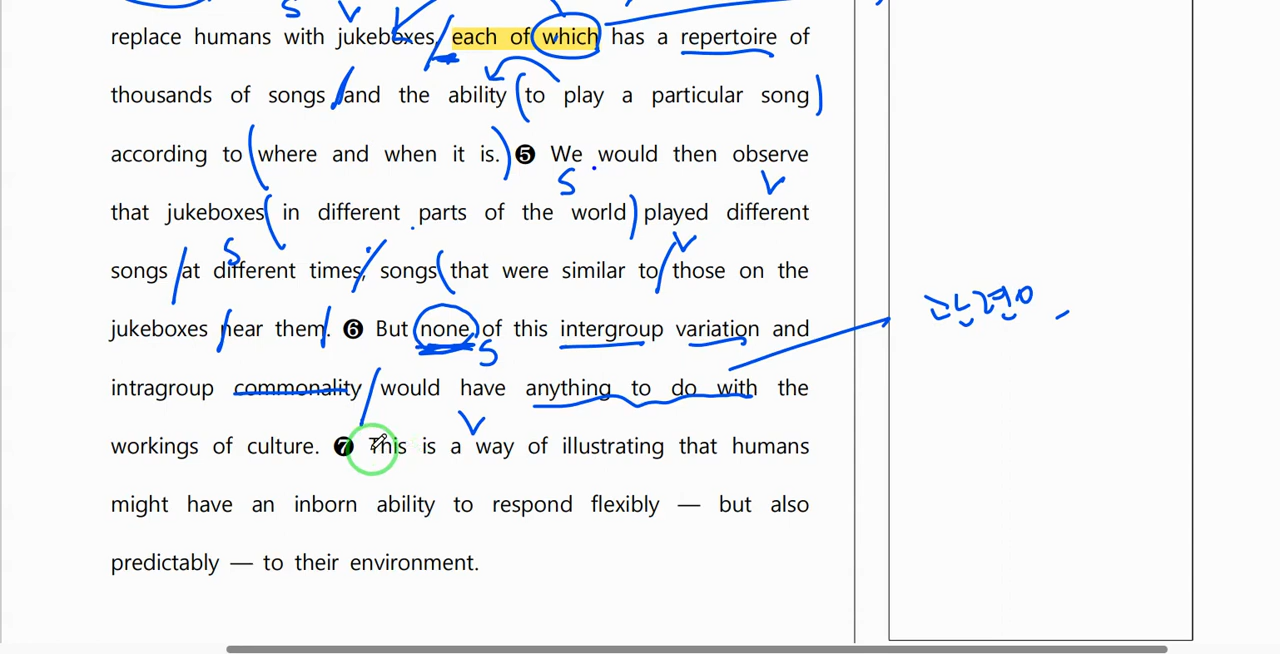 replace humans with jukeboxes, each of which has a repertoire of
thousands of songs and the ability to play a particular song
according to where and when it is. ❺ We would then observe
that jukeboxes in different parts of the world played different
songs at different times, songs that were similar to those on the
jukeboxes near them. ❻ But none of this intergroup variation and
intragroup commonality would have anything to do with the
workings of culture. ❼ This is a way of illustrating that humans
might have an inborn ability to respond flexibly — but also
predictably — to their environment.
S V
S V
S V
S
V